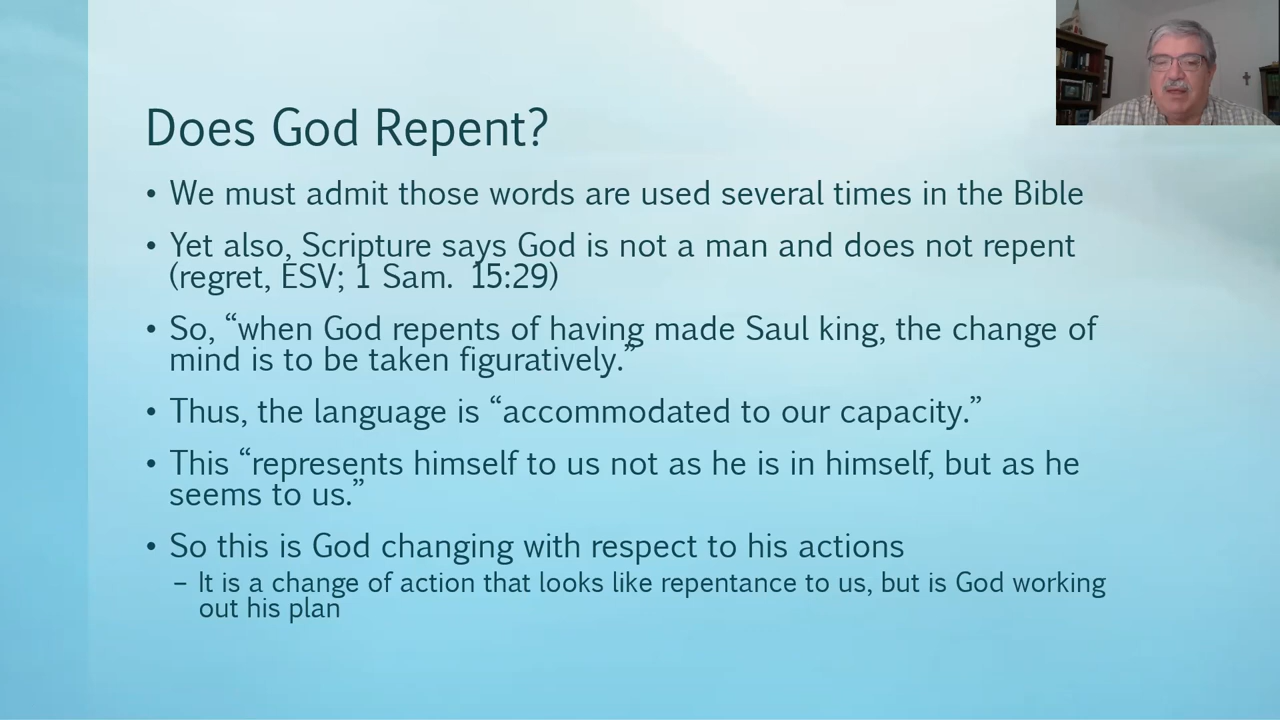 Does God Repent?
• We must admit those words are used several times in the Bible
• Yet also, Scripture says God is not a man and does not repent
(regret, ESV; 1 Sam. 15:29)
• So, “when God repents of having made Saul king, the change of
mind is to be taken figuratively.”
• Thus, the language is “accommodated to our capacity.”
• This “represents himself to us not as he is in himself, but as he
seems to us.”
• So this is God changing with respect to his actions
– It is a change of action that looks like repentance to us, but is God working
out his plan